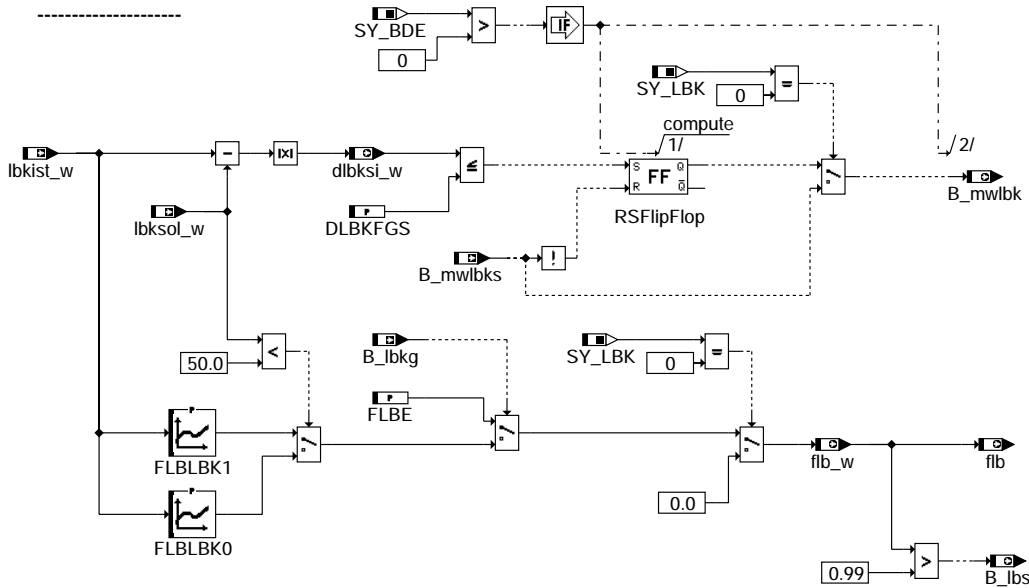 SY_BDE
>
IF
0
SY_LBK
=
0
compute
1/
2/
lbkist_w
-
|X|
dlbksi_w
≤
S Q
FF
R Q̅
RSFlipFlop
B_mwlbk
lbksol_w
P
DLBKFGS
B_mwlbks
!
50.0
<
B_lbkg
P
FLBE
SY_LBK
=
0
P
FLBLBK1
P
FLBLBK0
flb_w
flb
0.0
0.99
>
B_lbs